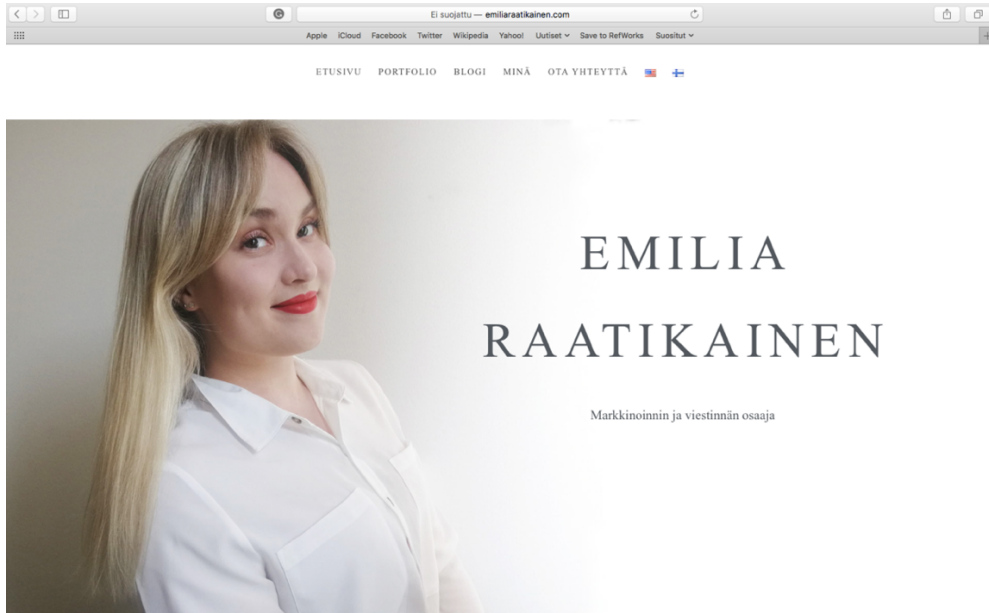 Ei suojattu — emiliaraatikainen.com
Apple iCloud Facebook Twitter Wikipedia Yahoo! Uutiset Save to RefWorks Suositut
ETUSIVU PORTFOLIO BLOGI MINÄ OTA YHTEYTTÄ
EMILIA
RAATIKAINEN
Markkinoinnin ja viestinnän osaaja